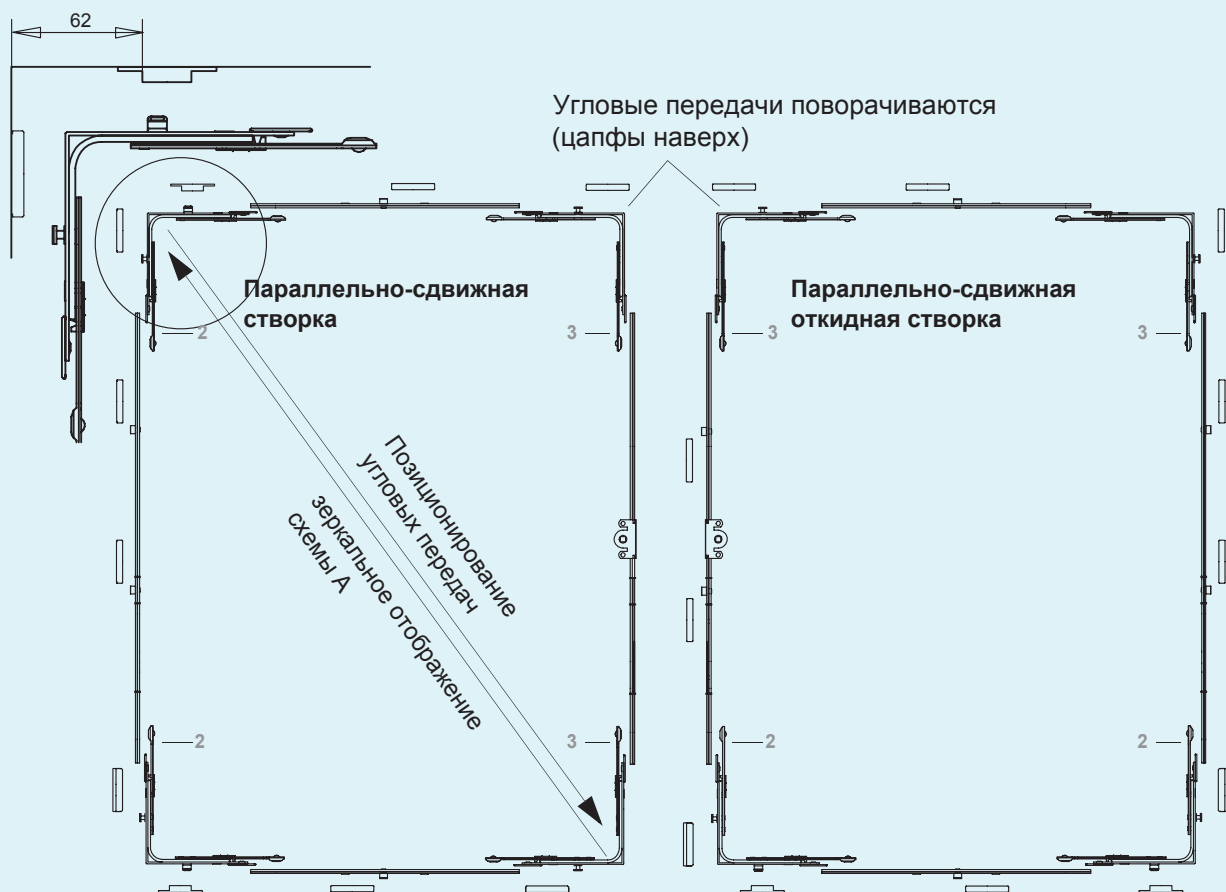 62
Угловые передачи поворачиваются
(цапфы наверх)
Параллельно-сдвижная
створка
Параллельно-сдвижная
откидная створка
2
3
3
3
Позиционирование
угловых передач
зеркальное отображение
схемы А
2
3
2
2